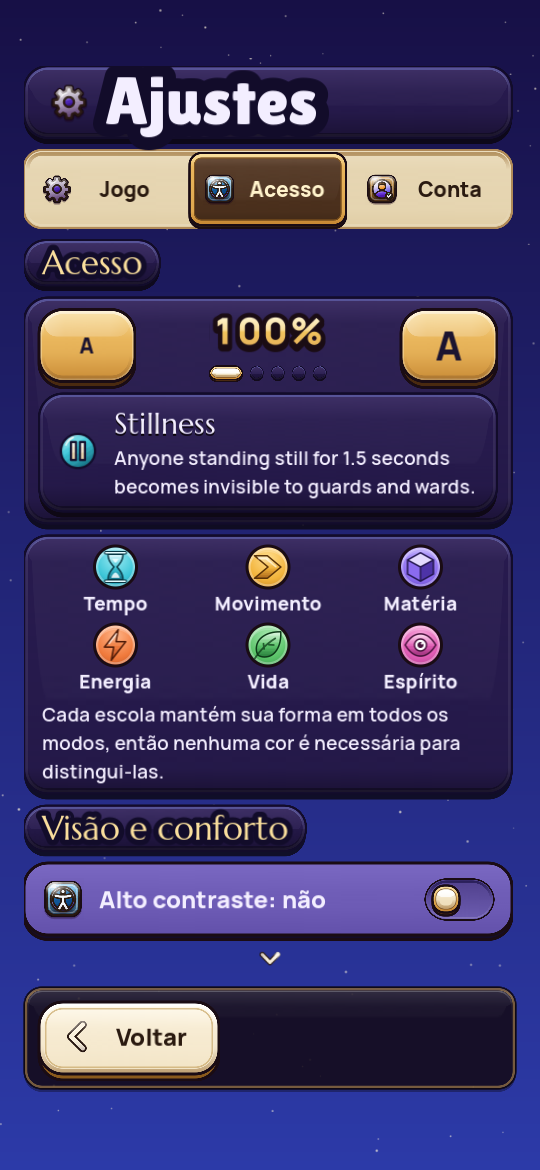 Ajustes
Jogo
Acesso
Conta
Acesso
A
100%
A
Stillness
Anyone standing still for 1.5 seconds
becomes invisible to guards and wards.
Tempo
Movimento
Matéria
Energia
Vida
Espírito
Cada escola mantém sua forma em todos os
modos, então nenhuma cor é necessária para
distingui-las.
Visão e conforto
Alto contraste: não
Voltar